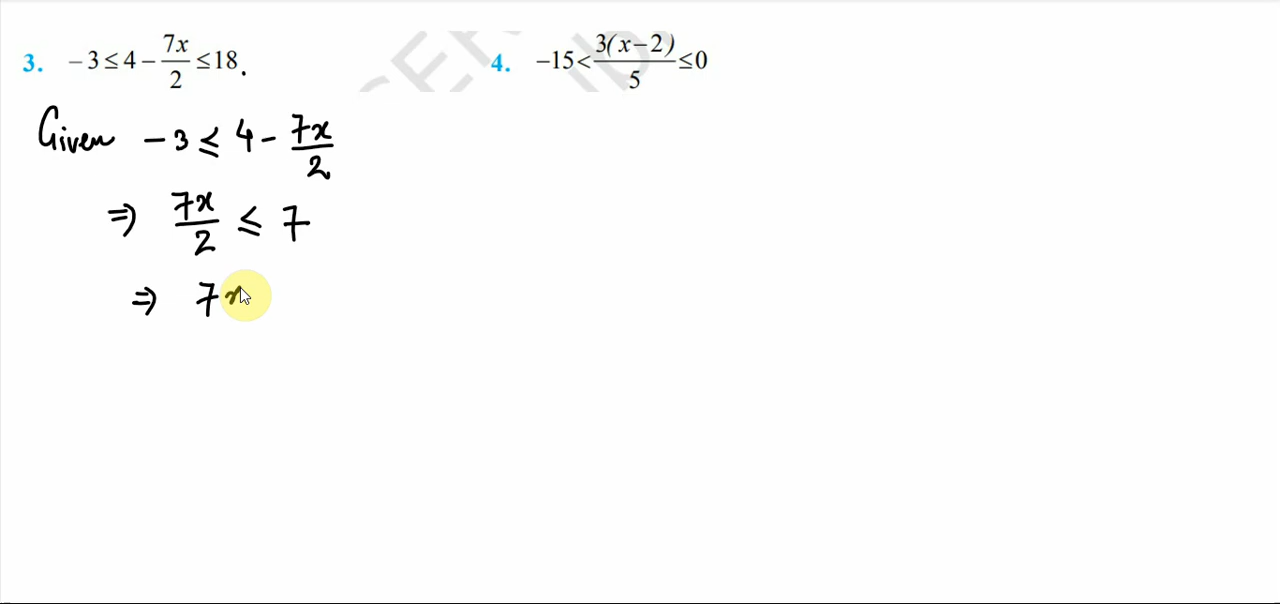 3. −3 ≤ 4 − 7x/2 ≤ 18.
4. −15 < 3(x−2)/5 ≤ 0
Given −3 ≤ 4 − 7x/2
⇒ 7x/2 ≤ 7
⇒ 7x